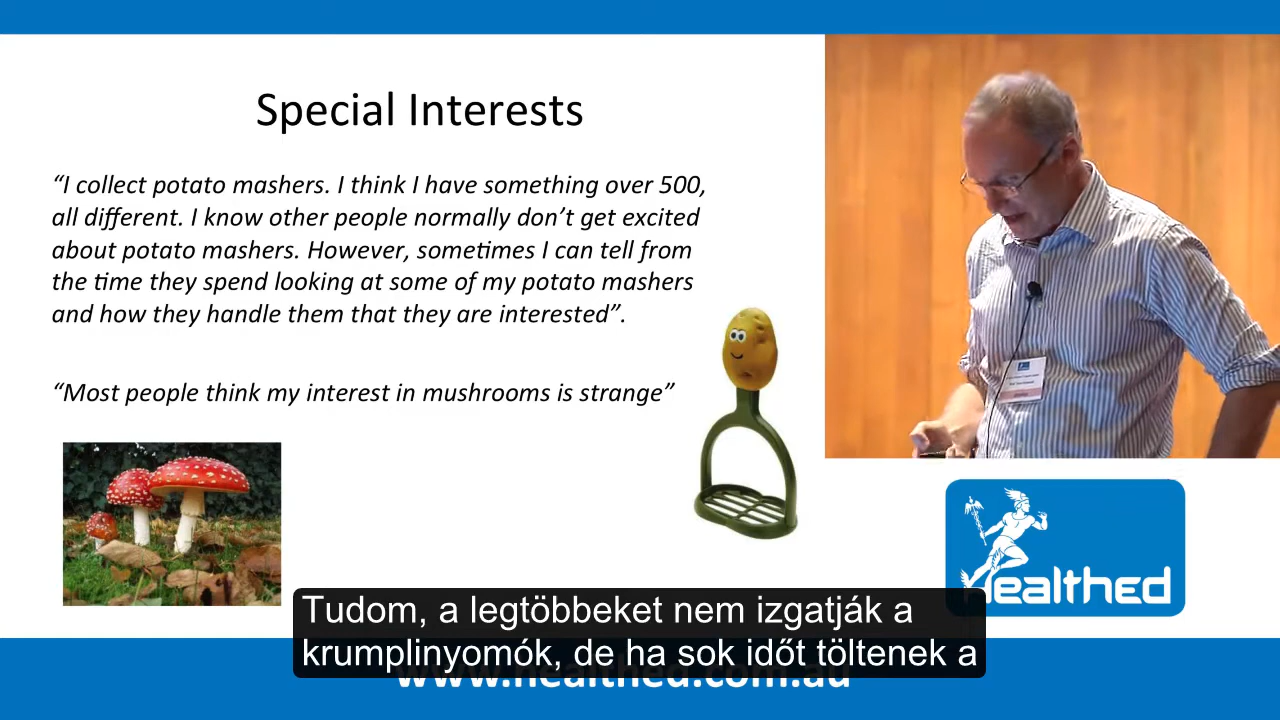 Special Interests
“I collect potato mashers. I think I have something over 500,
all different. I know other people normally don’t get excited
about potato mashers. However, sometimes I can tell from
the time they spend looking at some of my potato mashers
and how they handle them that they are interested”.
“Most people think my interest in mushrooms is strange”
Healthed
Tudom, a legtöbbeket nem izgatják a
krumplinyomók, de ha sok időt töltenek a
www.healthed.com.au